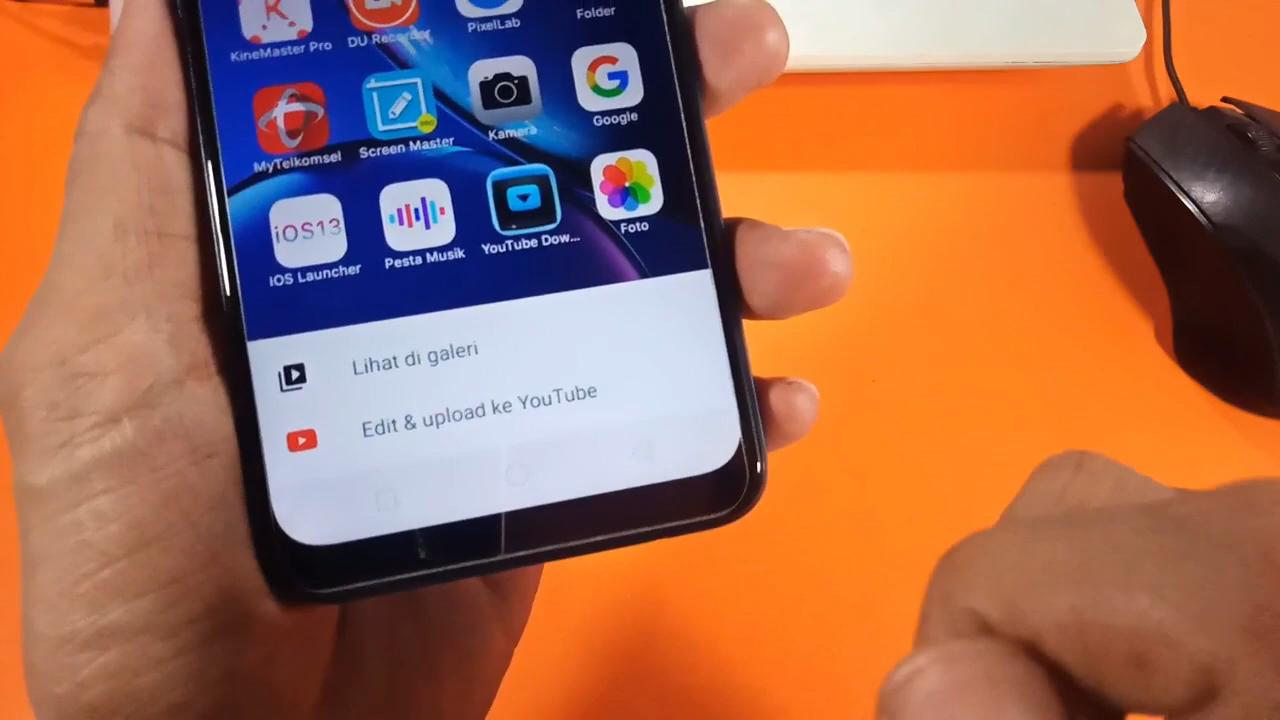 KineMaster Pro
DU Recorder
PixelLab
Folder
MyTelkomsel
Screen Master
PRO
Kamera
Google
iOS13
IOS Launcher
Pesta Musik
YouTube Dow...
Foto
Lihat di galeri
Edit & upload ke YouTube